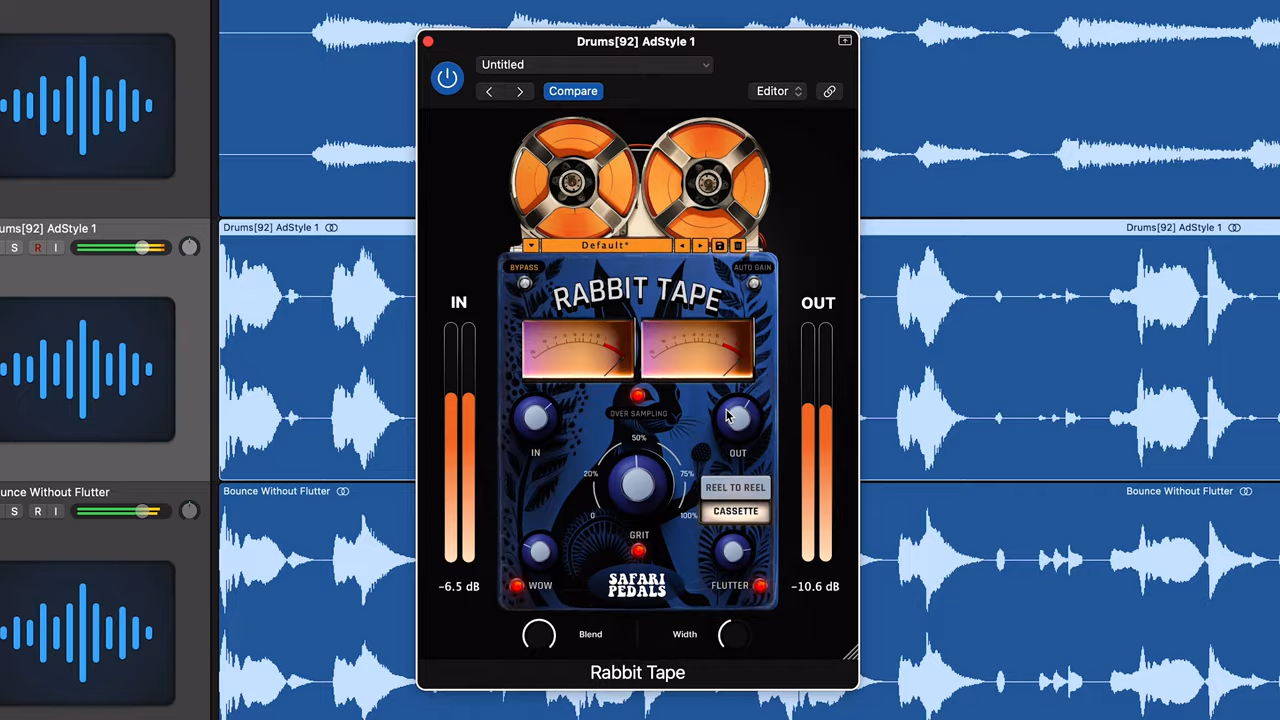 Drums[92] AdStyle 1
Untitled
Compare
Editor
Default*
BYPASS
AUTO GAIN
RABBIT TAPE
IN
OUT
OVER SAMPLING
IN
OUT
50%
20%
75%
0
100%
REEL TO REEL
CASSETTE
GRIT
WOW
FLUTTER
SAFARI
PEDALS
-6.5 dB
-10.6 dB
Blend
Width
Rabbit Tape
ums[92] AdStyle 1
S R I
Drums[92] AdStyle 1
Drums[92] AdStyle 1
unce Without Flutter
S R I
Bounce Without Flutter
Bounce Without Flutter